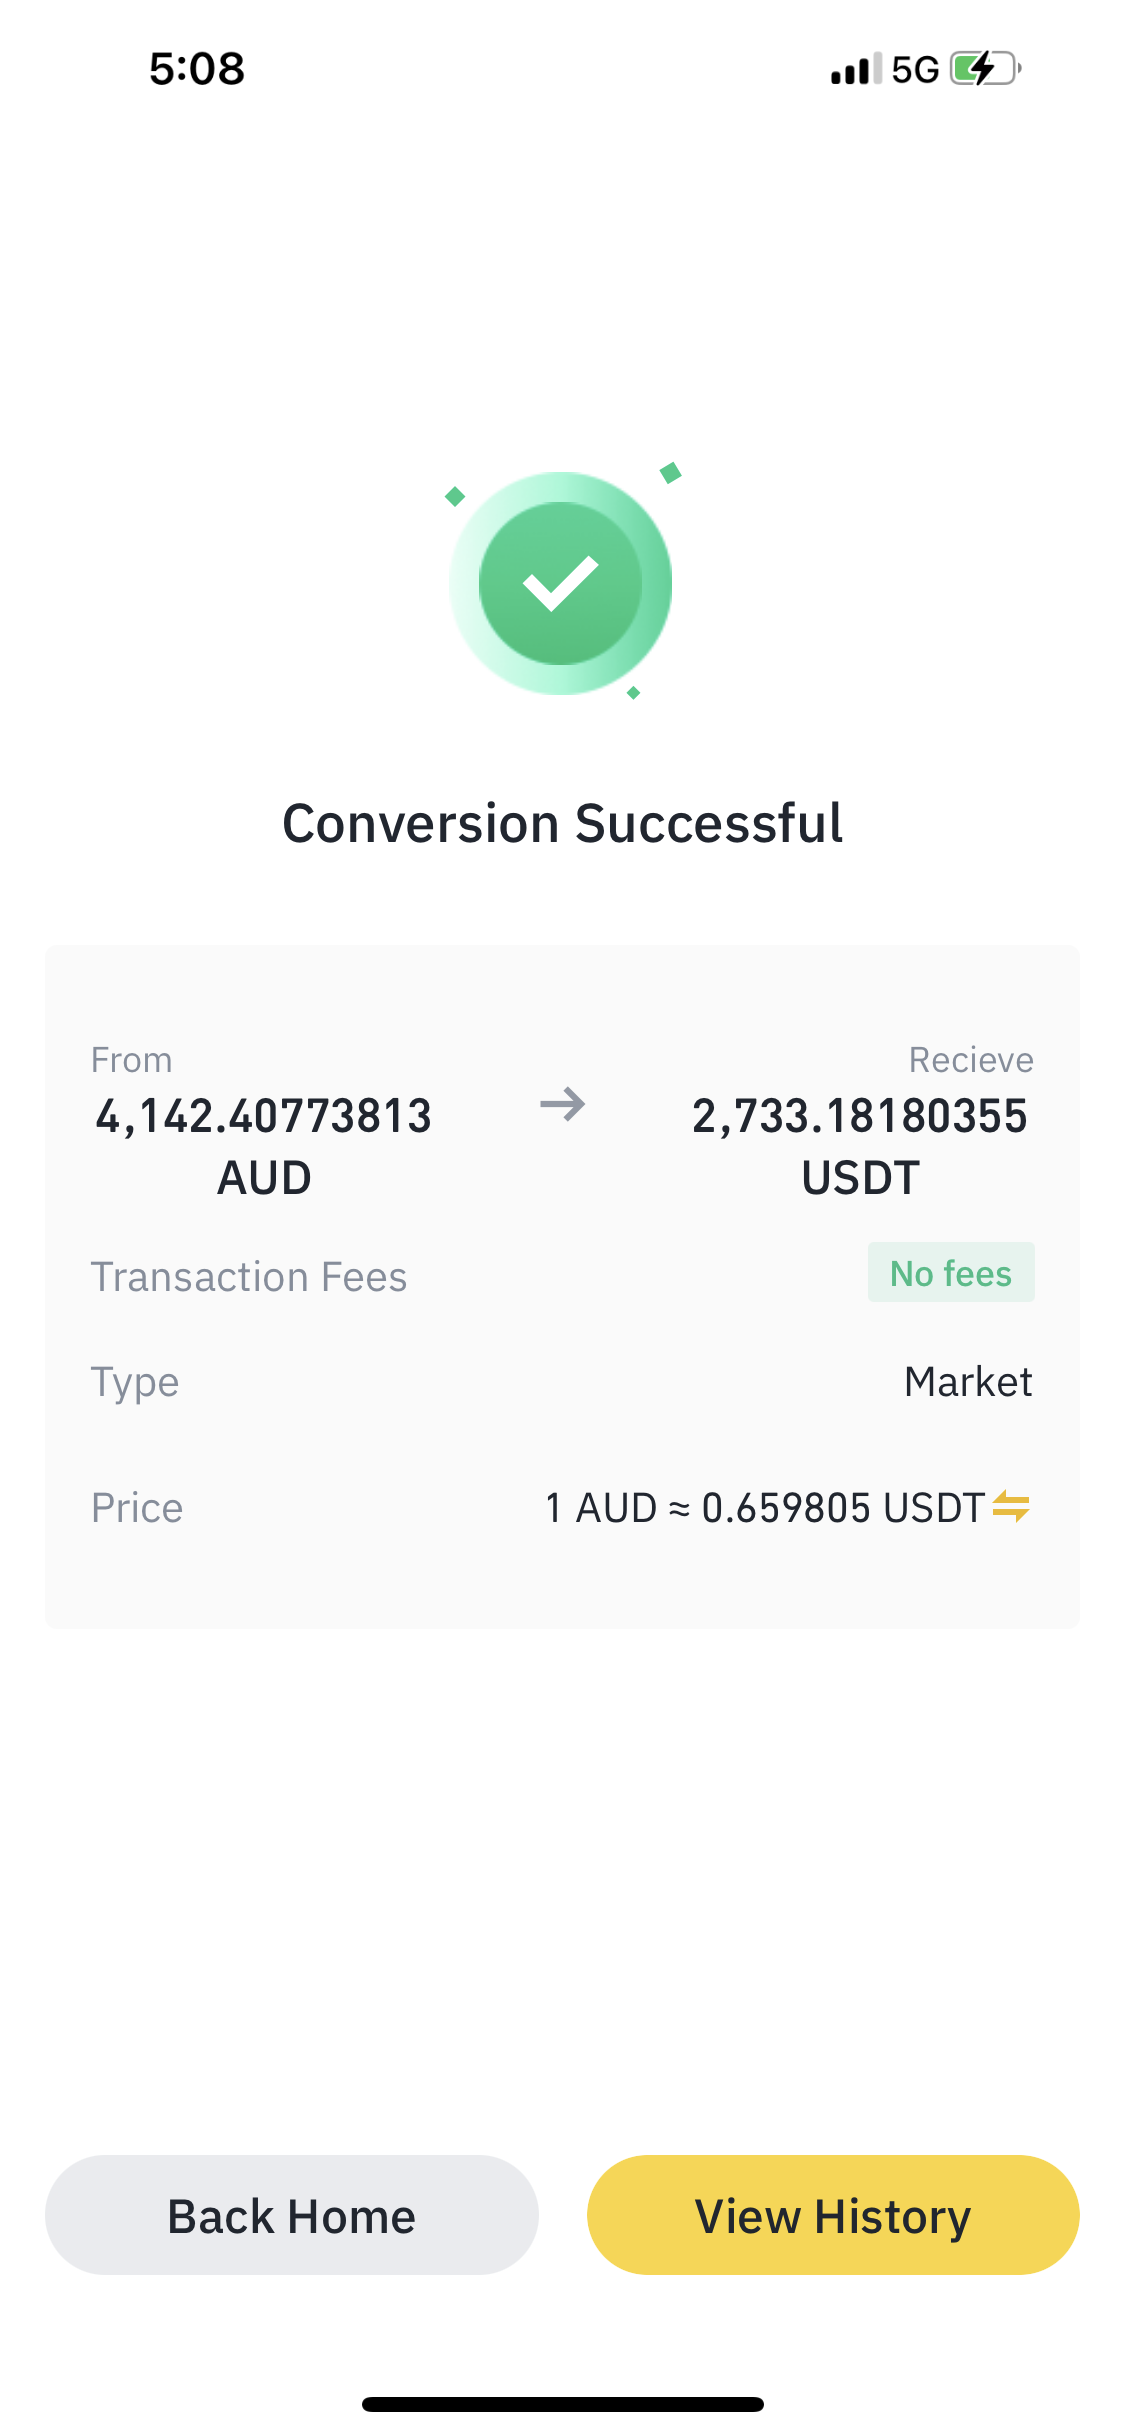 5:08
5G
Conversion Successful
From
Recieve
4,142.40773813
AUD
2,733.18180355
USDT
Transaction Fees
No fees
Type
Market
Price
1 AUD ≈ 0.659805 USDT
Back Home
View History